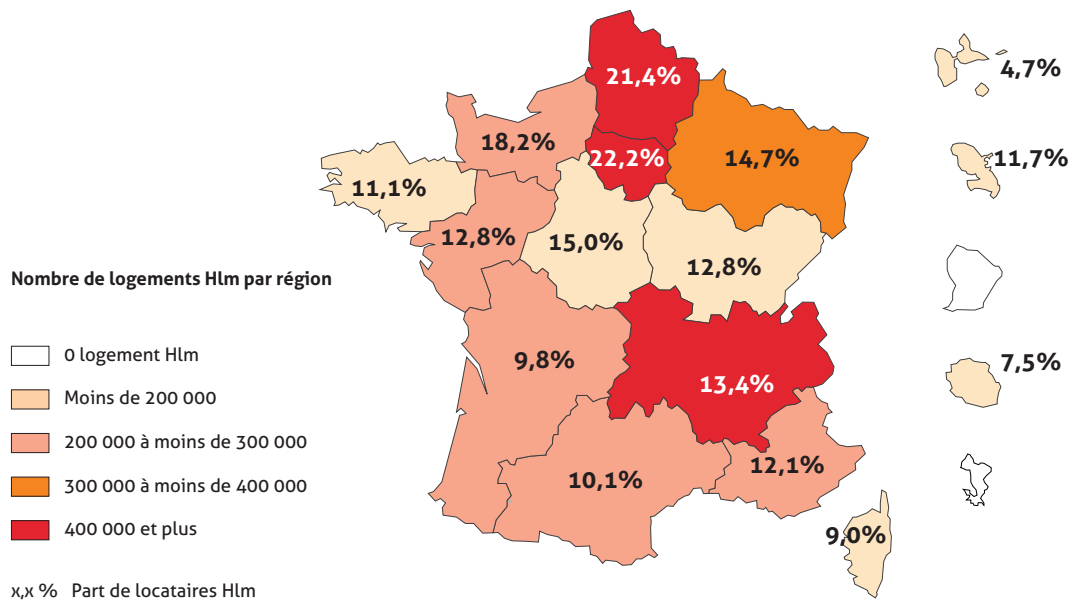 21,4%
4,7%
18,2%
22,2%
14,7%
11,7%
11,1%
12,8%
15,0%
12,8%
Nombre de logements Hlm par région
0 logement Hlm
9,8%
7,5%
13,4%
Moins de 200 000
200 000 à moins de 300 000
12,1%
300 000 à moins de 400 000
10,1%
400 000 et plus
9,0%
x,x % Part de locataires Hlm